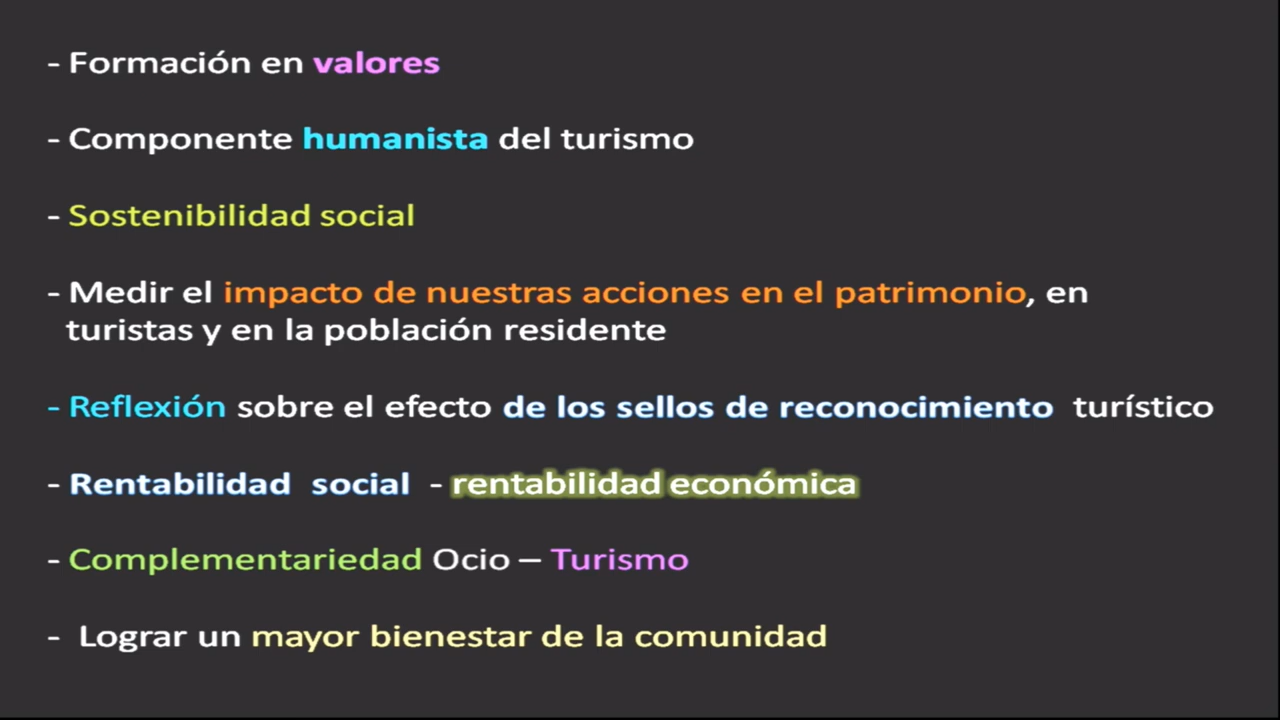 - Formación en valores
- Componente humanista del turismo
- Sostenibilidad social
- Medir el impacto de nuestras acciones en el patrimonio, en
turistas y en la población residente
- Reflexión sobre el efecto de los sellos de reconocimiento turístico
- Rentabilidad social - rentabilidad económica
- Complementariedad Ocio – Turismo
- Lograr un mayor bienestar de la comunidad